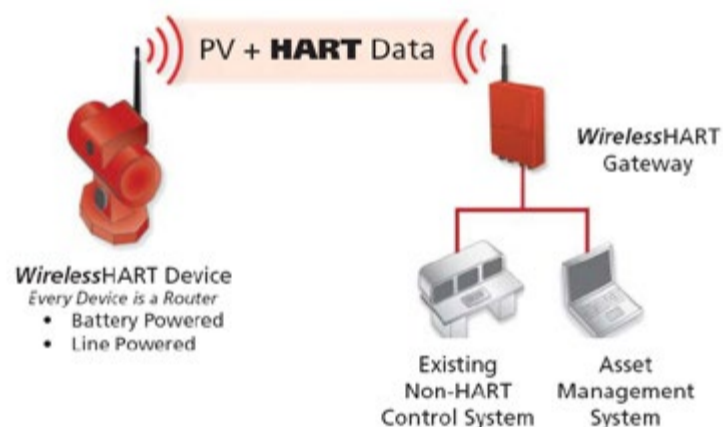 PV + HART Data
WirelessHART
Gateway
WirelessHART Device
Every Device is a Router
• Battery Powered
• Line Powered
Existing
Non-HART
Control System
Asset
Management
System